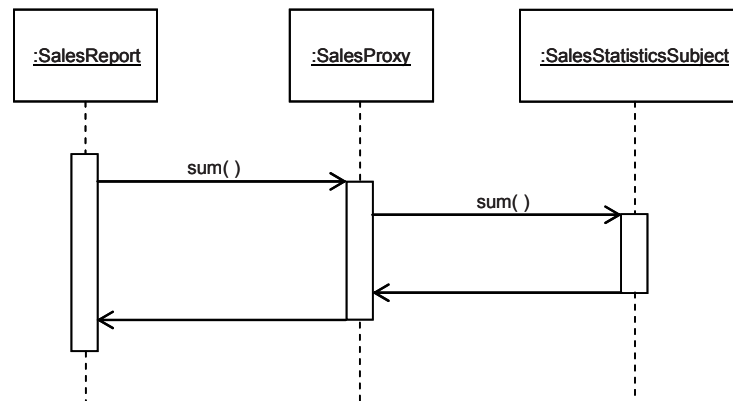 :SalesReport
:SalesProxy
:SalesStatisticsSubject
sum( )
sum( )